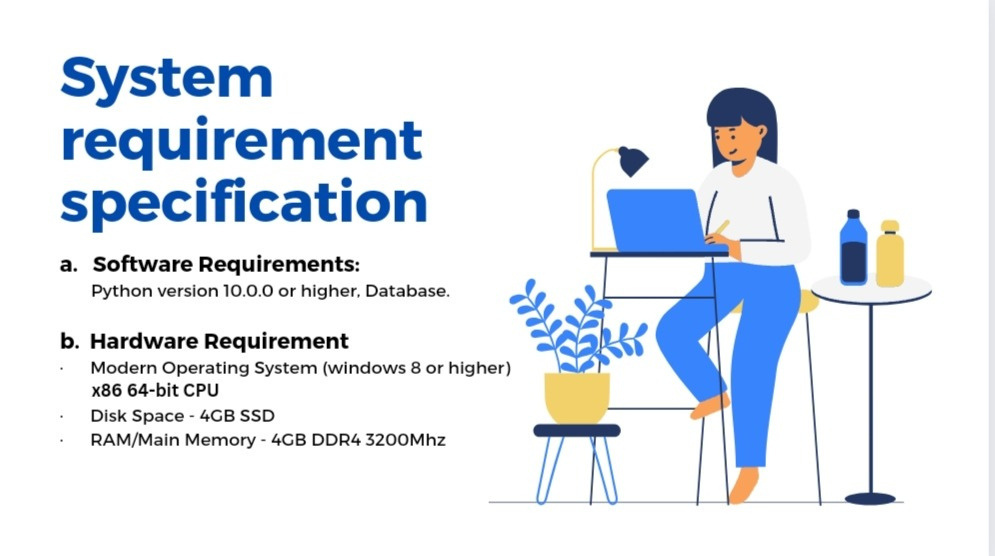 System
requirement
specification
a. Software Requirements:
Python version 10.0.0 or higher, Database.
b. Hardware Requirement
· Modern Operating System (windows 8 or higher)
x86 64-bit CPU
· Disk Space - 4GB SSD
· RAM/Main Memory - 4GB DDR4 3200Mhz